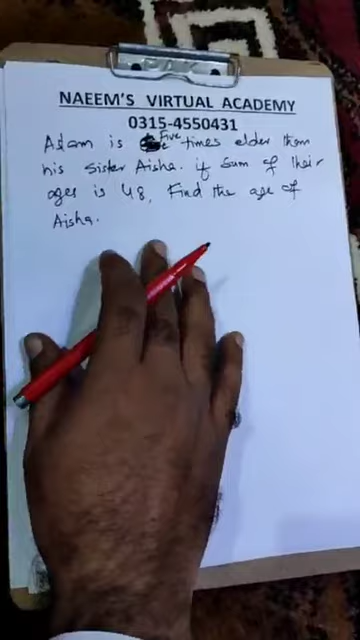 NAEEM'S VIRTUAL ACADEMY
0315-4550431
Aslam is Five times elder than
his sister Aisha. if sum of their
ages is 48, Find the age of
Aisha.